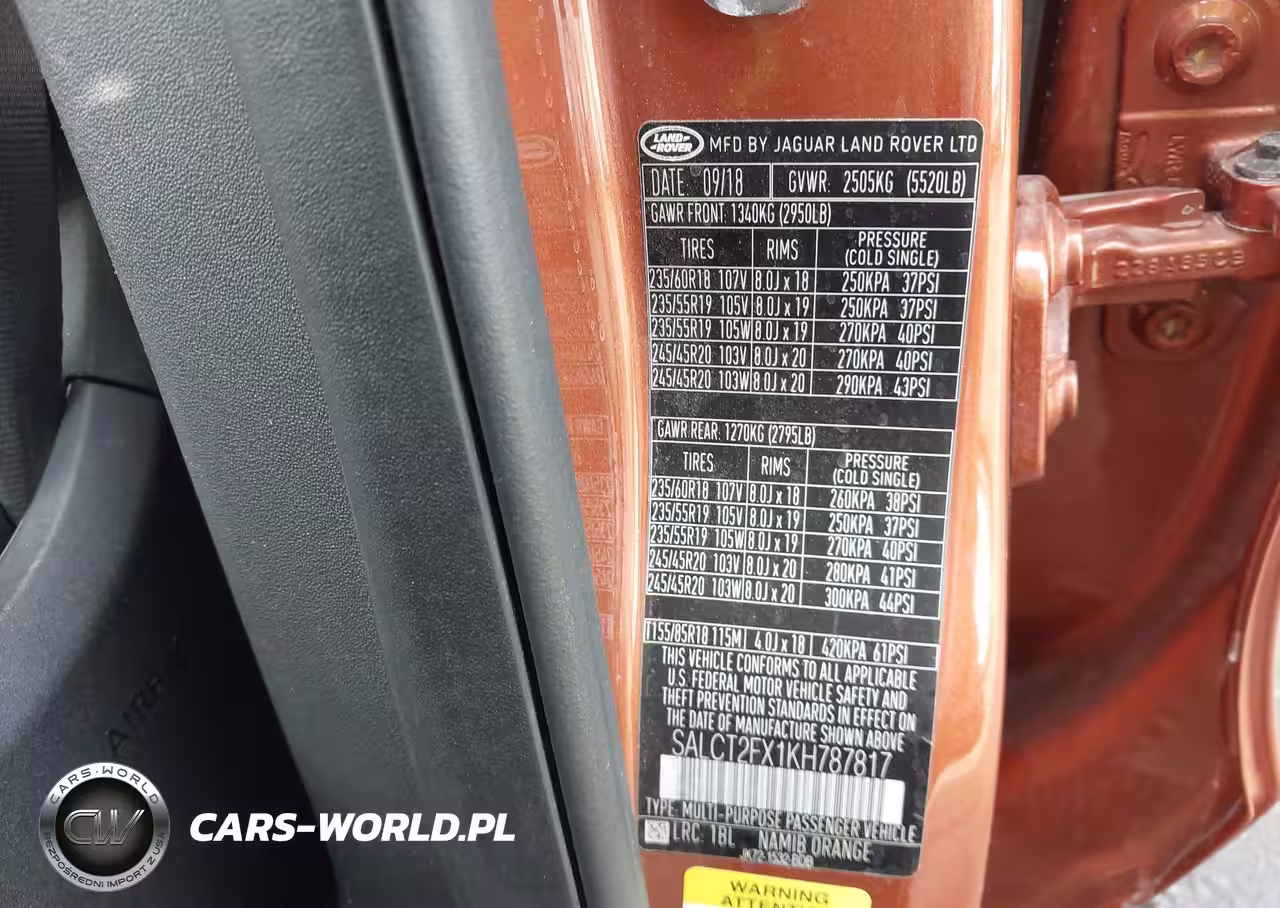 LAND-
-ROVER
MFD BY JAGUAR LAND ROVER LTD
DATE 09/18 GVWR 2505KG (5520LB)
GAWR FRONT: 1340KG (2950LB)
TIRES RIMS PRESSURE (COLD SINGLE)
235/60R18 107V 8.0J x 18 250KPA 37PSI
235/55R19 105V 8.0J x 19 250KPA 37PSI
235/55R19 105W 8.0J x 19 270KPA 40PSI
245/45R20 103V 8.0J x 20 270KPA 40PSI
245/45R20 103W 8.0J x 20 290KPA 43PSI
GAWR REAR: 1270KG (2795LB)
TIRES RIMS PRESSURE (COLD SINGLE)
235/60R18 107V 8.0J x 18 260KPA 38PSI
235/55R19 105V 8.0J x 19 250KPA 37PSI
235/55R19 105W 8.0J x 19 270KPA 40PSI
245/45R20 103V 8.0J x 20 280KPA 41PSI
245/45R20 103W 8.0J x 20 300KPA 44PSI
T155/85R18 115M 4.0J x 18 420KPA 61PSI
THIS VEHICLE CONFORMS TO ALL APPLICABLE
U.S. FEDERAL MOTOR VEHICLE SAFETY AND
THEFT PREVENTION STANDARDS IN EFFECT ON
THE DATE OF MANUFACTURE SHOWN ABOVE
SALCT2FX1KH787817
TYPE: MULTI-PURPOSE PASSENGER VEHICLE
LRC: 1BL NAMIB ORANGE
WARNING
CARS-WORLD
CW
BEZPOŚREDNI IMPORT Z USA
CARS-WORLD.PL